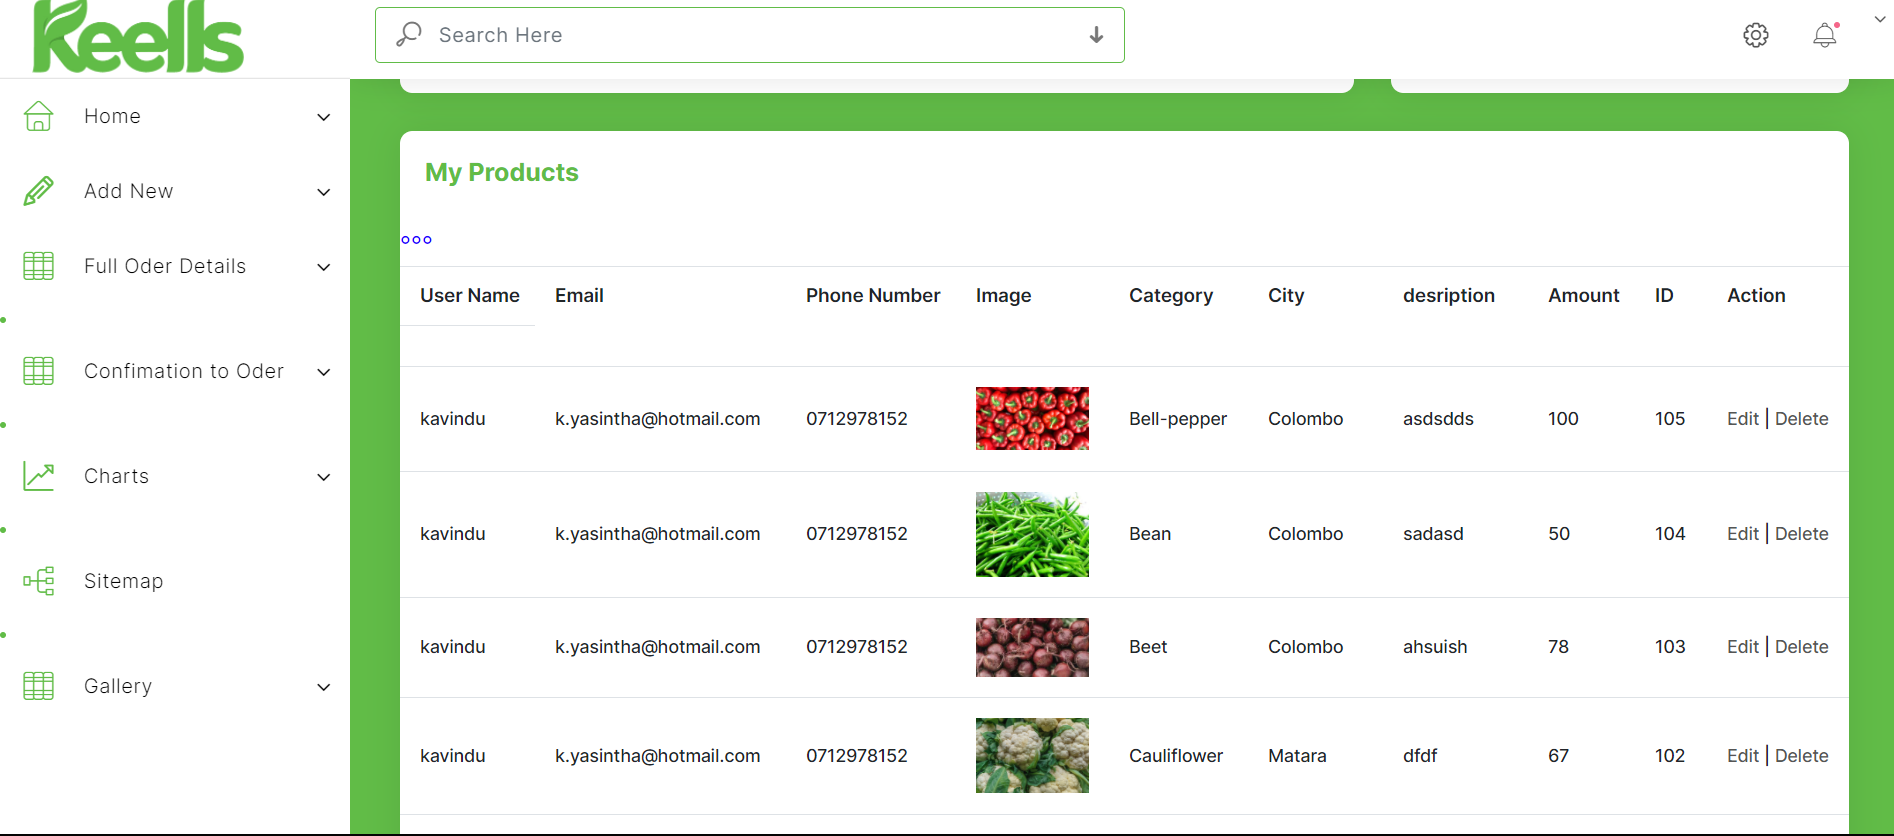 Keells
Search Here
Home
Add New
Full Oder Details
Confimation to Oder
Charts
Sitemap
Gallery
My Products
User Name Email Phone Number Image Category City desription Amount ID Action
kavindu k.yasintha@hotmail.com 0712978152 Bell-pepper Colombo asdsdds 100 105 Edit | Delete
kavindu k.yasintha@hotmail.com 0712978152 Bean Colombo sadasd 50 104 Edit | Delete
kavindu k.yasintha@hotmail.com 0712978152 Beet Colombo ahsuish 78 103 Edit | Delete
kavindu k.yasintha@hotmail.com 0712978152 Cauliflower Matara dfdf 67 102 Edit | Delete